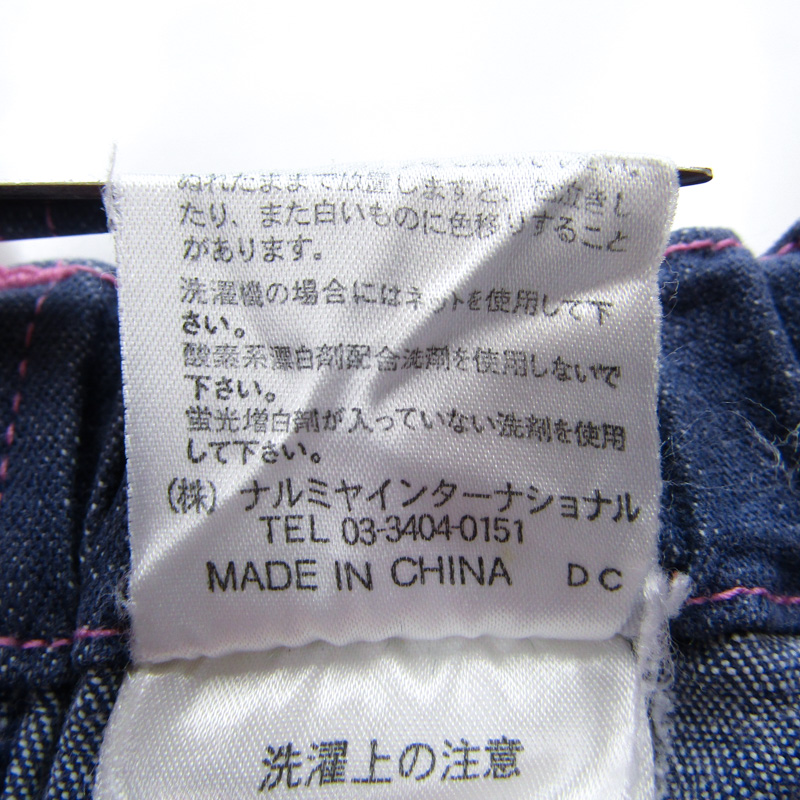 ぬれたままで放置しますと、色泣きし
たり、また白いものに色移りすること
があります。
洗濯機の場合にはネットを使用して下
さい。
酸素系漂白剤配合洗剤を使用しないで
下さい。
蛍光増白剤が入っていない洗剤を使用
して下さい。
(株) ナルミヤインターナショナル
TEL 03-3404-0151
MADE IN CHINA DC
洗濯上の注意